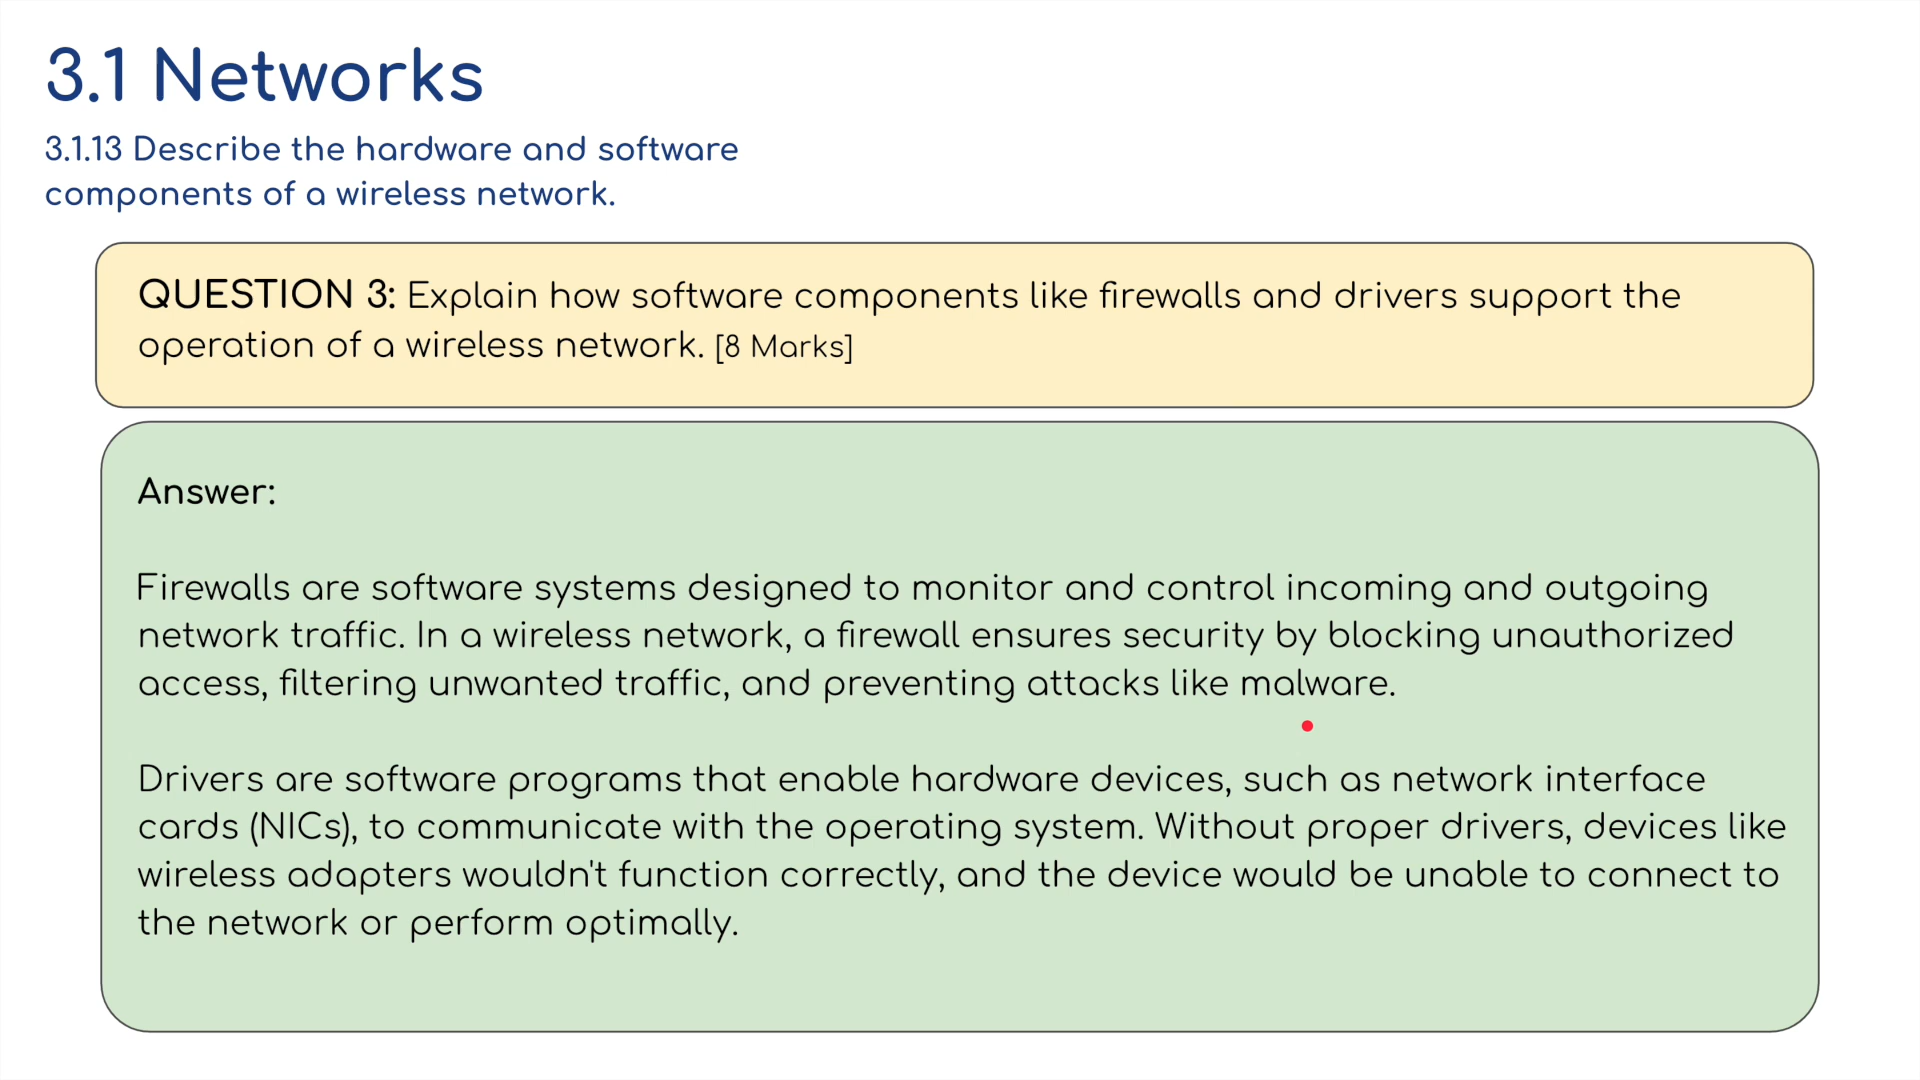 3.1 Networks
3.1.13 Describe the hardware and software
components of a wireless network.
QUESTION 3: Explain how software components like firewalls and drivers support the
operation of a wireless network. [8 Marks]
Answer:
Firewalls are software systems designed to monitor and control incoming and outgoing
network traffic. In a wireless network, a firewall ensures security by blocking unauthorized
access, filtering unwanted traffic, and preventing attacks like malware.
Drivers are software programs that enable hardware devices, such as network interface
cards (NICs), to communicate with the operating system. Without proper drivers, devices like
wireless adapters wouldn't function correctly, and the device would be unable to connect to
the network or perform optimally.